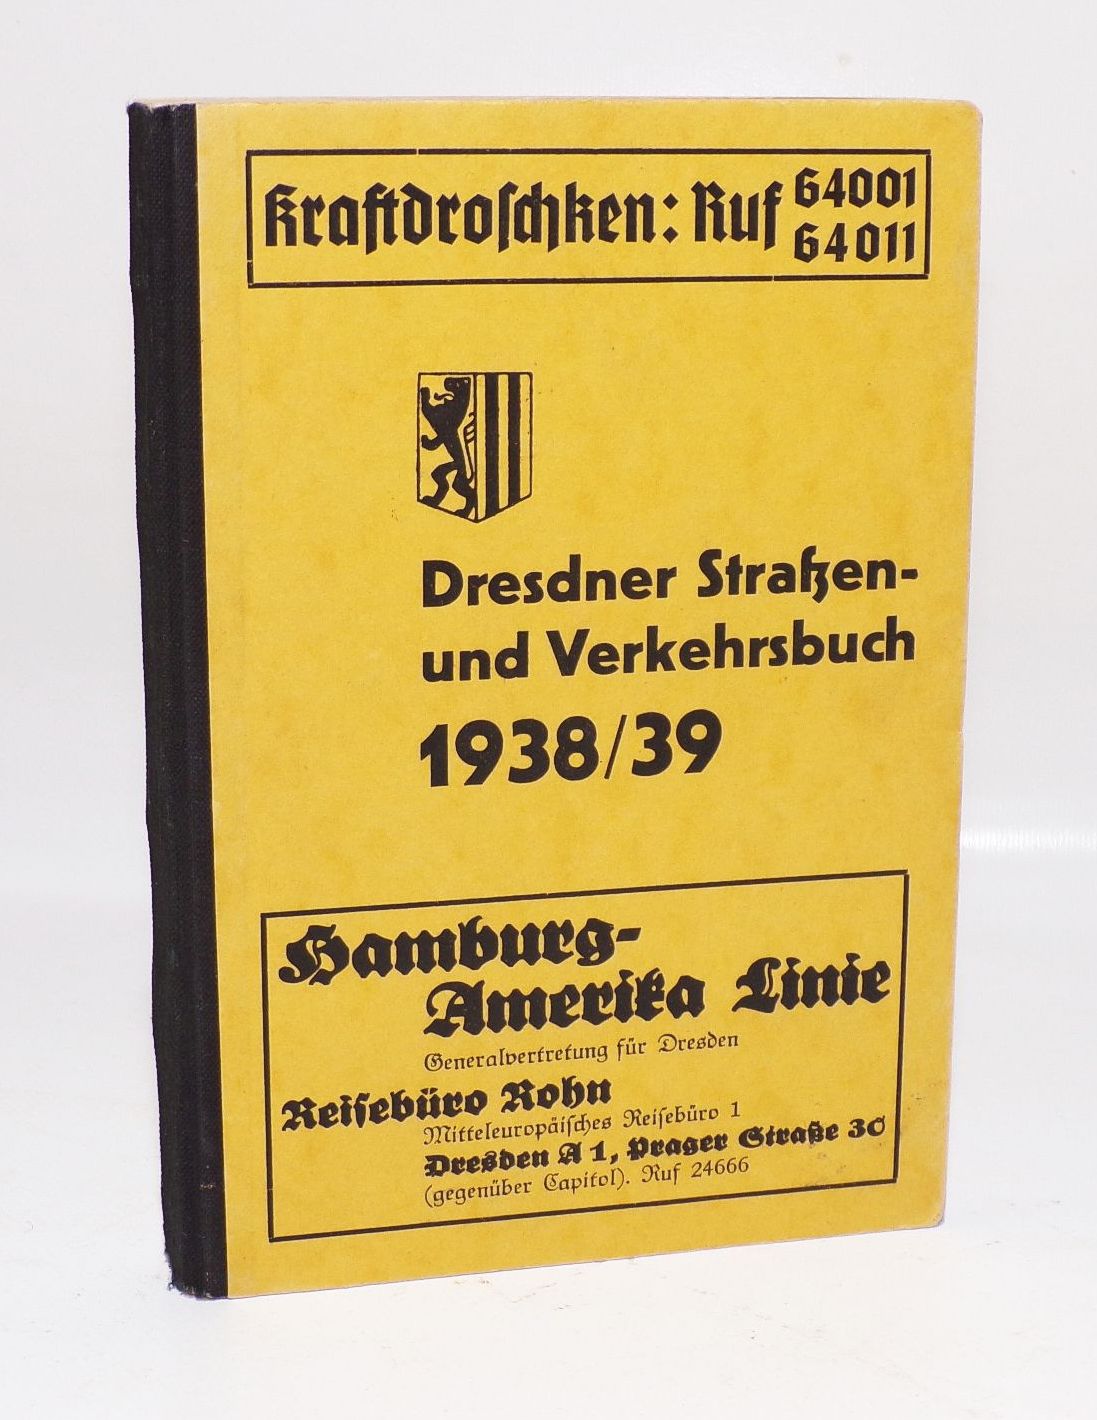 Kraftdroschken: Ruf 64001
64011
Dresdner Straßen-
und Verkehrsbuch
1938/39
Hamburg-
Amerika Linie
Generalvertretung für Dresden
Reisebüro Rohn
Mitteleuropäisches Reisebüro 1
Dresden A 1, Prager Straße 30
(gegenüber Capitol). Ruf 24666